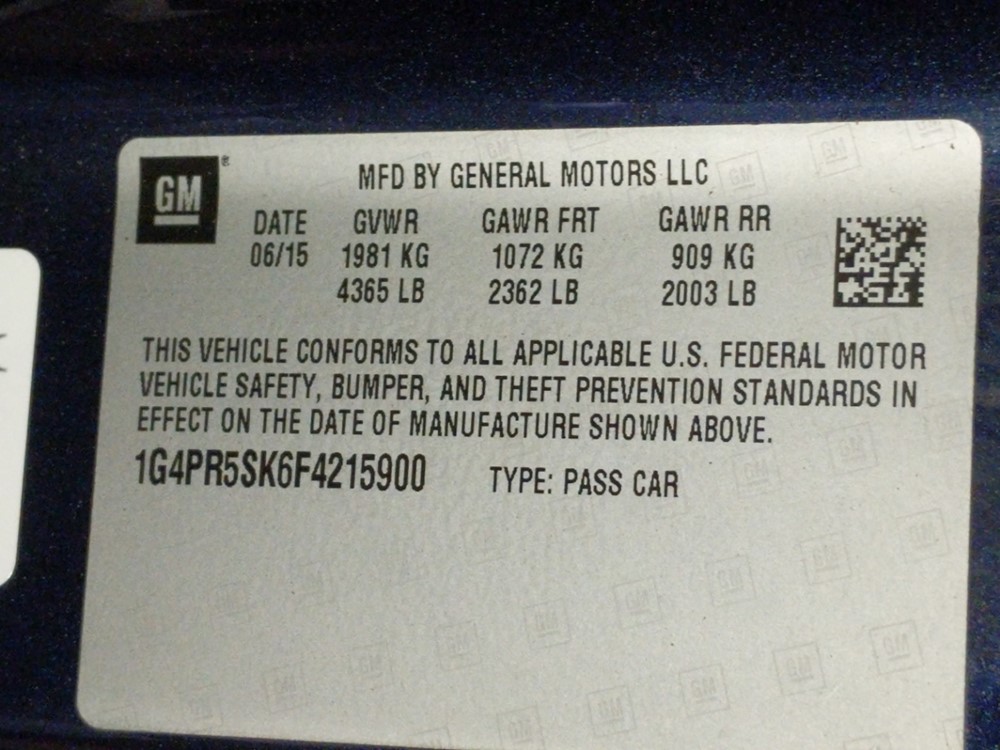 GM®
MFD BY GENERAL MOTORS LLC
DATE GVWR GAWR FRT GAWR RR
06/15 1981 KG 1072 KG 909 KG
4365 LB 2362 LB 2003 LB
THIS VEHICLE CONFORMS TO ALL APPLICABLE U.S. FEDERAL MOTOR
VEHICLE SAFETY, BUMPER, AND THEFT PREVENTION STANDARDS IN
EFFECT ON THE DATE OF MANUFACTURE SHOWN ABOVE.
1G4PR5SK6F4215900 TYPE: PASS CAR